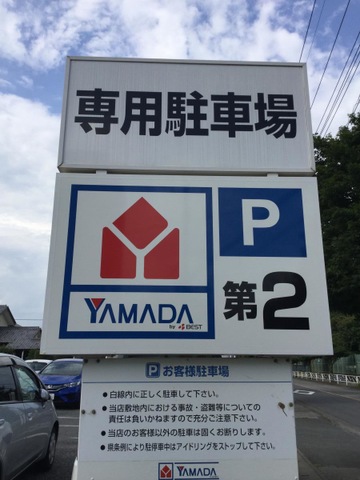 専用駐車場
P
YAMADA
by BEST
第2
P お客様駐車場
●白線内に正しく駐車して下さい。
●当店敷地内における事故・盗難等についての
責任は負いかねますので充分ご注意下さい。
●当店のお客様以外の駐車は固くお断りします。
●県条例により駐停車中はアイドリングをストップして下さい。
YAMADA